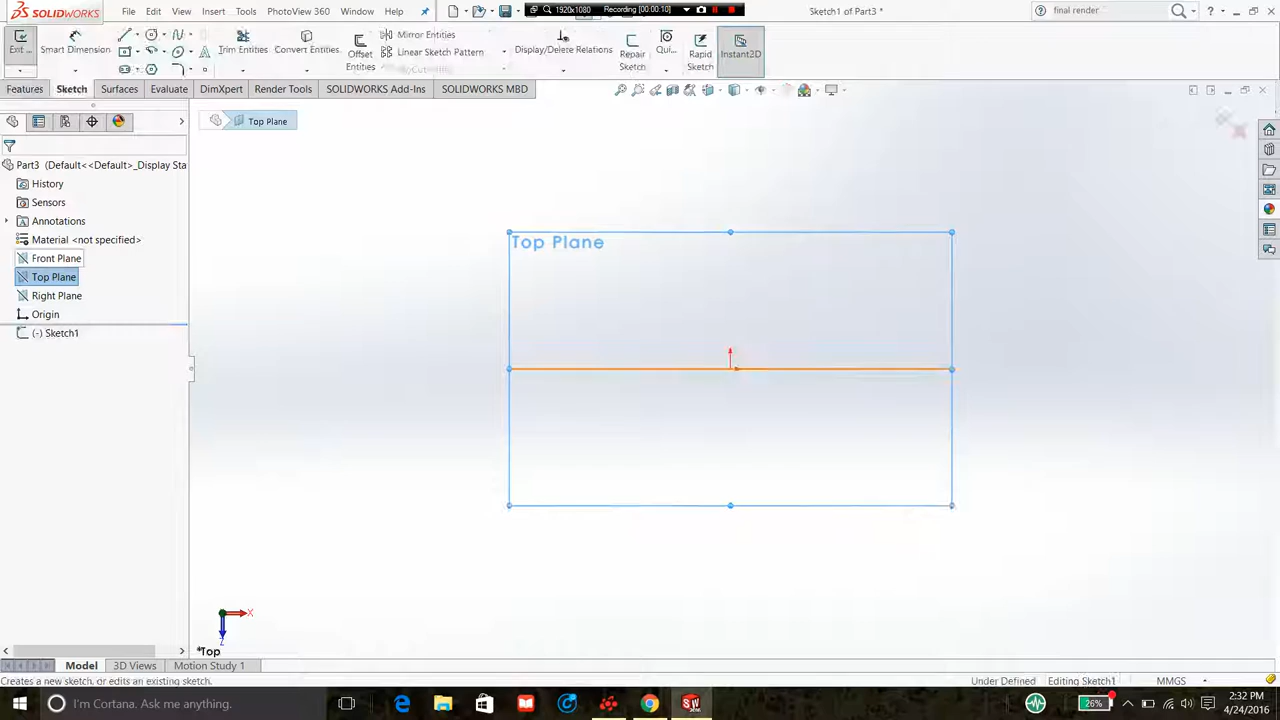 SOLIDWORKS File Edit View Insert Tools PhotoView 360 Window Help 1920x1080 Recording [00:00:10] Sketch1 of Part3 * final render
Exit... Smart Dimension Trim Entities Convert Entities Offset Entities Mirror Entities Linear Sketch Pattern Display/Delete Relations Repair Sketch Qui... Rapid Sketch Instant2D
Features Sketch Surfaces Evaluate DimXpert Render Tools SOLIDWORKS Add-Ins SOLIDWORKS MBD
Top Plane
Part3 (Default<<Default>_Display Sta
History
Sensors
Annotations
Material <not specified>
Front Plane
Top Plane
Right Plane
Origin
(-) Sketch1
Top Plane
X
Z
*Top
Model 3D Views Motion Study 1
Creates a new sketch, or edits an existing sketch. Under Defined Editing Sketch1 MMGS
I'm Cortana. Ask me anything. 26% 2:32 PM
4/24/2016